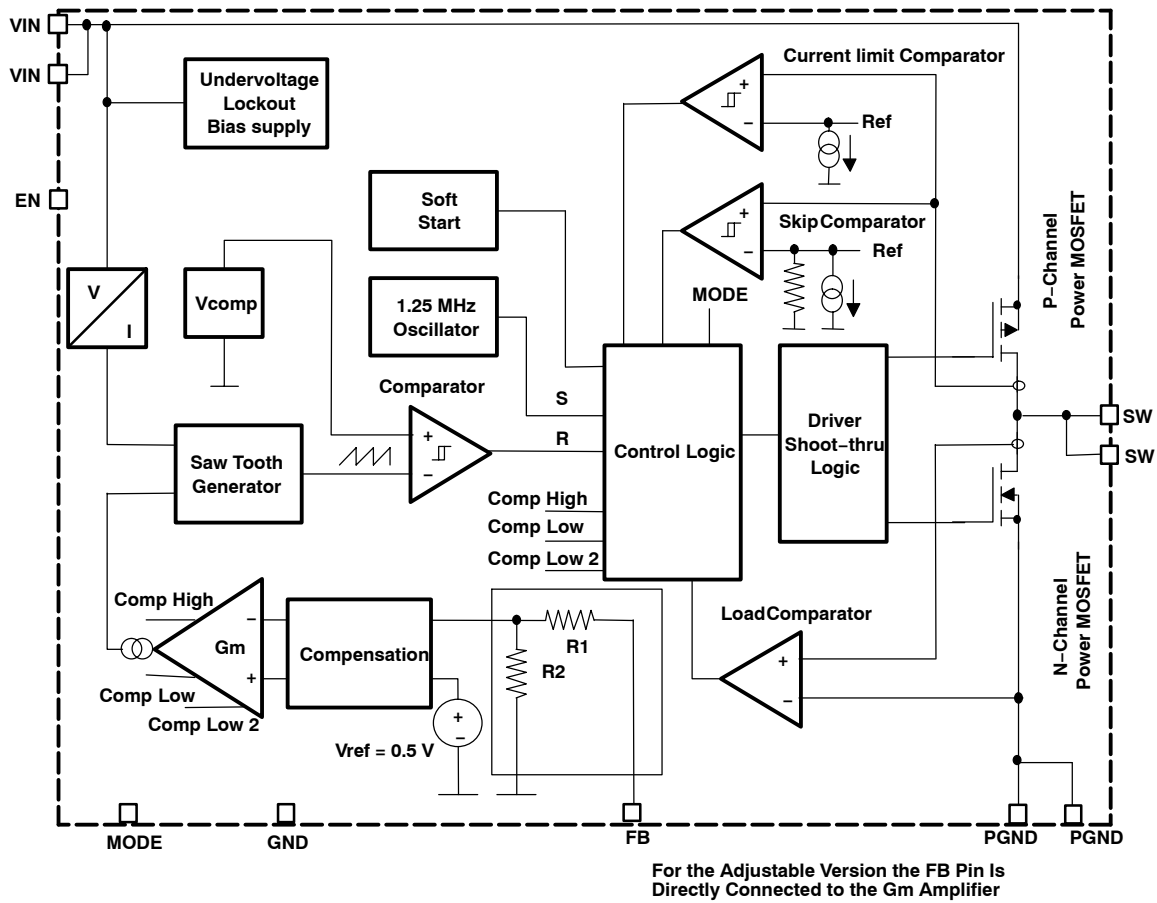 VIN
VIN
Undervoltage
Lockout
Bias supply
Current limit Comparator
+
−
Ref
EN
Soft
Start
+
−
Skip Comparator
Ref
P−Channel
Power MOSFET
V
I
Vcomp
1.25 MHz
Oscillator
MODE
Comparator
S
R
+
−
Saw Tooth
Generator
Control Logic
Driver
Shoot−thru
Logic
SW
SW
Comp High
Comp Low
Comp Low 2
Comp High
Gm
−
+
Comp Low
Comp Low 2
Compensation
R1
R2
+
−
Vref = 0.5 V
Load Comparator
+
−
N−Channel
Power MOSFET
MODE
GND
FB
PGND
PGND
For the Adjustable Version the FB Pin Is
Directly Connected to the Gm Amplifier